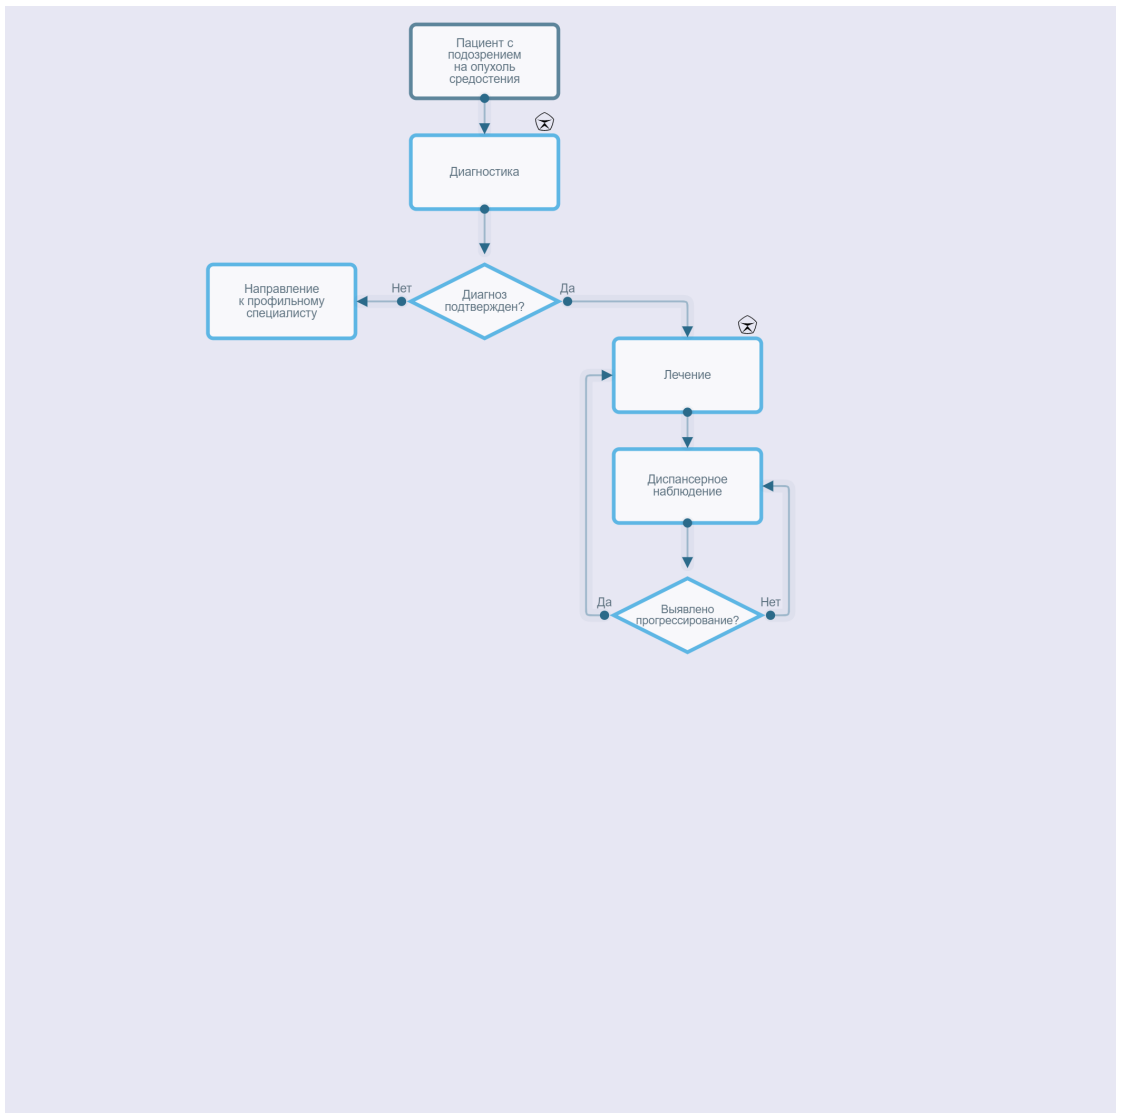 Пациент с
подозрением
на опухоль
средостения
Диагностика
Нет
Да
Направление
к профильному
специалисту
Диагноз
подтвержден?
Лечение
Диспансерное
наблюдение
Да
Нет
Выявлено
прогрессирование?